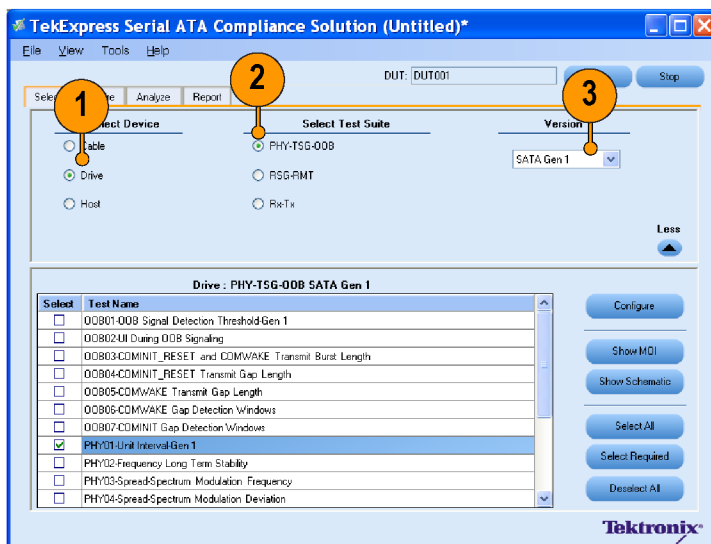 TekExpress Serial ATA Compliance Solution (Untitled)*
File View Tools Help
DUT: DUT001
Stop
Analyze Report
1
2
3
Device
Select Test Suite
Version
Cable
PHY-TSG-OOB
SATA Gen 1
Drive
RSG-RMT
Host
Rx-Tx
Less
Drive : PHY-TSG-OOB SATA Gen 1
Select Test Name
OOB01-OOB Signal Detection Threshold-Gen 1
OOB02-UI During OOB Signaling
OOB03-COMINIT_RESET and COMWAKE Transmit Burst Length
OOB04-COMINIT_RESET Transmit Gap Length
OOB05-COMWAKE Transmit Gap Length
OOB06-COMWAKE Gap Detection Windows
OOB07-COMINIT Gap Detection Windows
PHY01-Unit Interval-Gen 1
PHY02-Frequency Long Term Stability
PHY03-Spread-Spectrum Modulation Frequency
PHY04-Spread-Spectrum Modulation Deviation
Configure
Show MOI
Show Schematic
Select All
Select Required
Deselect All
Tektronix